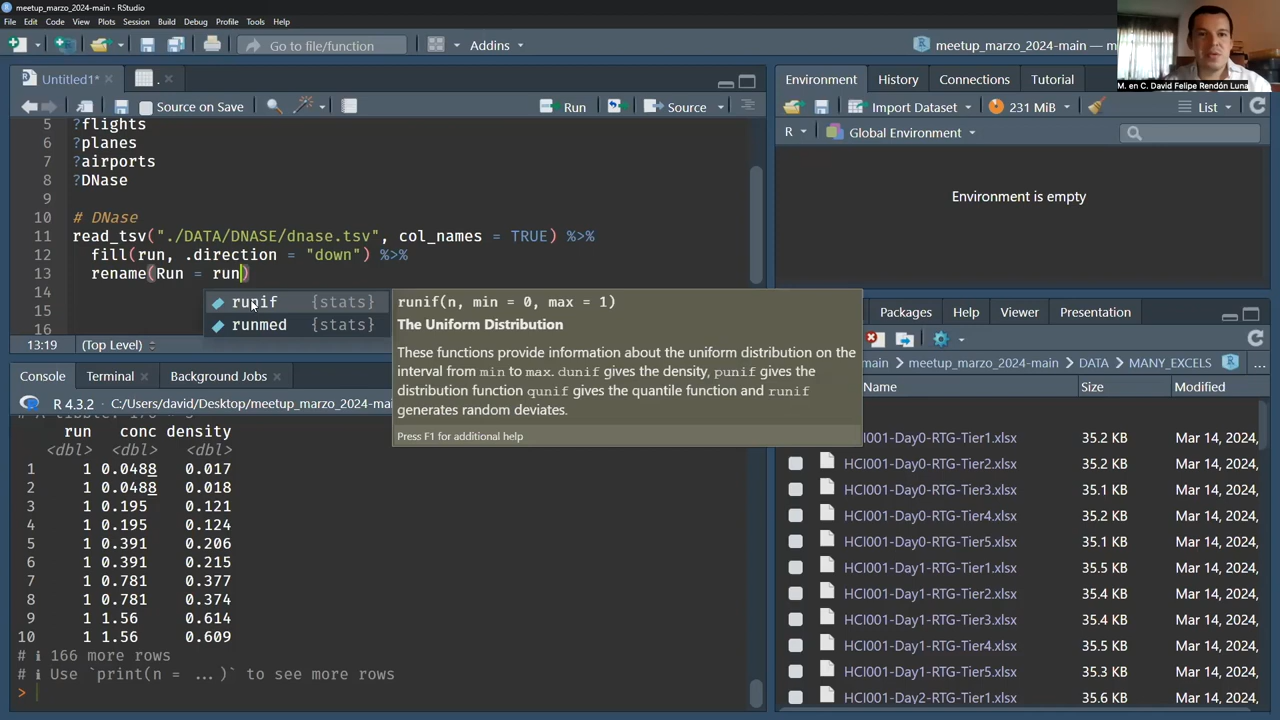 meetup_marzo_2024-main - RStudio
File Edit Code View Plots Session Build Debug Profile Tools Help
Go to file/function
Addins
meetup_marzo_2024-main —
M. en C. David Felipe Rendón Luna
Untitled1*
.
Source on Save
Run
Source
5 ?flights
6 ?planes
7 ?airports
8 ?DNase
9
10 # DNase
11 read_tsv("./DATA/DNASE/dnase.tsv", col_names = TRUE) %>%
12 fill(run, .direction = "down") %>%
13 rename(Run = run)
14
15
16
runif {stats}
runmed {stats}
runif(n, min = 0, max = 1)
The Uniform Distribution
These functions provide information about the uniform distribution on the
interval from min to max. dunif gives the density, punif gives the
distribution function qunif gives the quantile function and runif
generates random deviates.
Press F1 for additional help
13:19 (Top Level)
Console Terminal Background Jobs
R 4.3.2 · C:/Users/david/Desktop/meetup_marzo_2024-mai
run conc density
<dbl> <dbl> <dbl>
1 1 0.0488 0.017
2 1 0.0488 0.018
3 1 0.195 0.121
4 1 0.195 0.124
5 1 0.391 0.206
6 1 0.391 0.215
7 1 0.781 0.377
8 1 0.781 0.374
9 1 1.56 0.614
10 1 1.56 0.609
# ℹ 166 more rows
# ℹ Use `print(n = ...)` to see more rows
>
Environment History Connections Tutorial
Import Dataset 231 MiB List
R Global Environment
Environment is empty
Packages Help Viewer Presentation
main meetup_marzo_2024-main DATA MANY_EXCELS ...
Name Size Modified
HCI001-Day0-RTG-Tier1.xlsx 35.2 KB Mar 14, 2024,
HCI001-Day0-RTG-Tier2.xlsx 35.2 KB Mar 14, 2024,
HCI001-Day0-RTG-Tier3.xlsx 35.1 KB Mar 14, 2024,
HCI001-Day0-RTG-Tier4.xlsx 35.2 KB Mar 14, 2024,
HCI001-Day0-RTG-Tier5.xlsx 35.1 KB Mar 14, 2024,
HCI001-Day1-RTG-Tier1.xlsx 35.1 KB Mar 14, 2024,
HCI001-Day1-RTG-Tier2.xlsx 35.4 KB Mar 14, 2024,
HCI001-Day1-RTG-Tier3.xlsx 35.4 KB Mar 14, 2024,
HCI001-Day1-RTG-Tier4.xlsx 35.1 KB Mar 14, 2024,
HCI001-Day1-RTG-Tier5.xlsx 35.1 KB Mar 14, 2024,
HCI001-Day2-RTG-Tier1.xlsx 35.6 KB Mar 14, 2024,